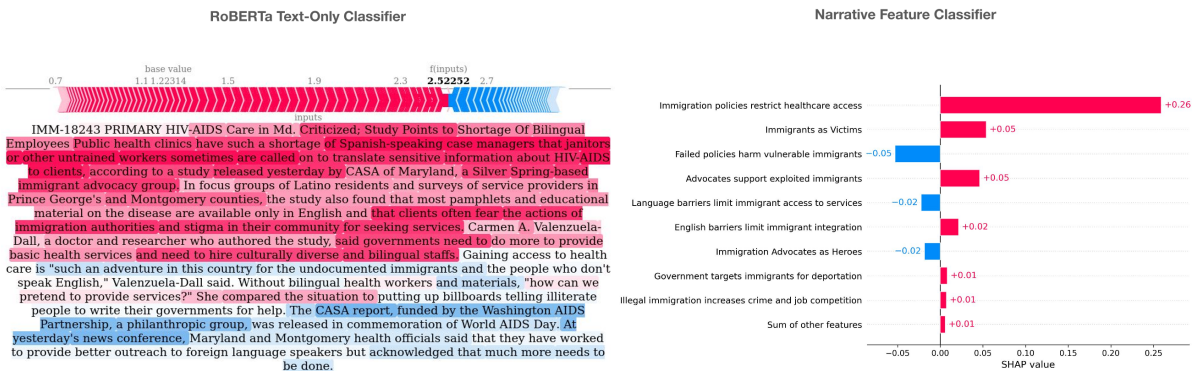 RoBERTa Text-Only Classifier
base value
f(inputs)
0.7 1.1 1.22314 1.5 1.9 2.3 2.52252 2.7
inputs
IMM-18243 PRIMARY HIV-AIDS Care in Md. Criticized; Study Points to Shortage Of Bilingual
Employees Public health clinics have such a shortage of Spanish-speaking case managers that janitors
or other untrained workers sometimes are called on to translate sensitive information about HIV-AIDS
to clients, according to a study released yesterday by CASA of Maryland, a Silver Spring-based
immigrant advocacy group. In focus groups of Latino residents and surveys of service providers in
Prince George's and Montgomery counties, the study also found that most pamphlets and educational
material on the disease are available only in English and that clients often fear the actions of
immigration authorities and stigma in their community for seeking services. Carmen A. Valenzuela-
Dall, a doctor and researcher who authored the study, said governments need to do more to provide
basic health services and need to hire culturally diverse and bilingual staffs. Gaining access to health
care is "such an adventure in this country for the undocumented immigrants and the people who don't
speak English," Valenzuela-Dall said. Without bilingual health workers and materials, "how can we
pretend to provide services?" She compared the situation to putting up billboards telling illiterate
people to write their governments for help. The CASA report, funded by the Washington AIDS
Partnership, a philanthropic group, was released in commemoration of World AIDS Day. At
yesterday's news conference, Maryland and Montgomery health officials said that they have worked
to provide better outreach to foreign language speakers but acknowledged that much more needs to
be done.
Narrative Feature Classifier
Immigration policies restrict healthcare access +0.26
Immigrants as Victims +0.05
Failed policies harm vulnerable immigrants −0.05
Advocates support exploited immigrants +0.05
Language barriers limit immigrant access to services −0.02
English barriers limit immigrant integration +0.02
Immigration Advocates as Heroes −0.02
Government targets immigrants for deportation +0.01
Illegal immigration increases crime and job competition +0.01
Sum of other features +0.01
−0.05 0.00 0.05 0.10 0.15 0.20 0.25
SHAP value